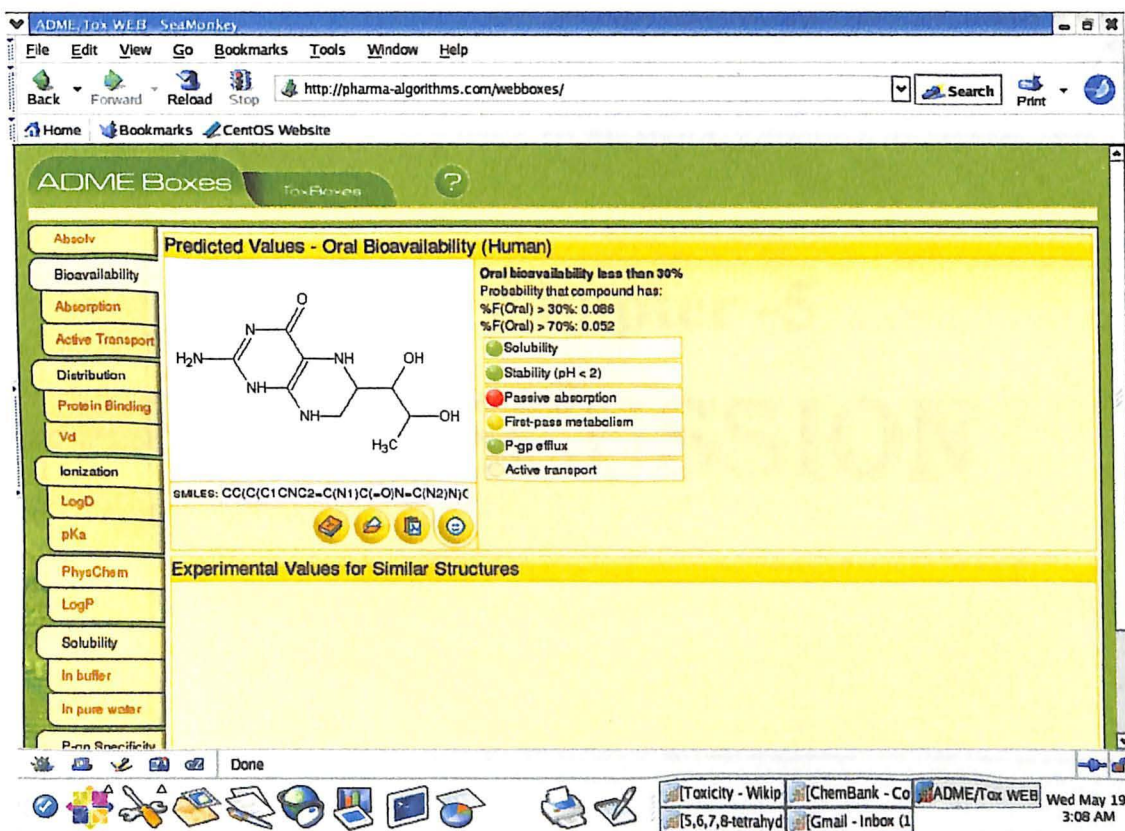 ADME/Tox WEB - SeaMonkey
File Edit View Go Bookmarks Tools Window Help
Back Forward Reload Stop http://pharma-algorithms.com/webboxes/ Search Print
Home Bookmarks CentOS Website
ADME Boxes ToxBoxes ?
Absolv
Bioavailability
Absorption
Active Transport
Distribution
Protein Binding
Vd
Ionization
LogD
pKa
PhysChem
LogP
Solubility
In buffer
In pure water
P-gp Specificity
Predicted Values - Oral Bioavailability (Human)
O
N
H₂N
NH
NH
NH
OH
OH
H₃C
SMILES: CC(C(C1CNC2=C(N1)C(=O)N=C(N2)N)C
Oral bioavailability less than 30%
Probability that compound has:
%F(Oral) > 30%: 0.086
%F(Oral) > 70%: 0.052
Solubility
Stability (pH < 2)
Passive absorption
First-pass metabolism
P-gp efflux
Active transport
Experimental Values for Similar Structures
Done
[Toxicity - Wikip [ChemBank - Co ADME/Tox WEB
[5,6,7,8-tetrahyd [Gmail - Inbox (1
Wed May 19
3:08 AM